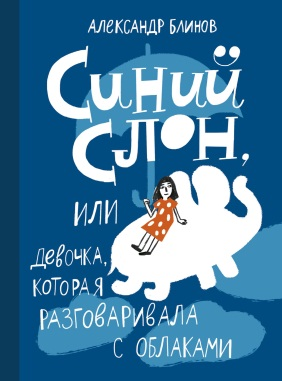 АЛЕКСАНДР БЛИНОВ
СИНИЙ
СЛОН,
ИЛИ
ДЕВОЧКА,
КОТОРАЯ
РАЗГОВАРИВАЛА
С ОБЛАКАМИ